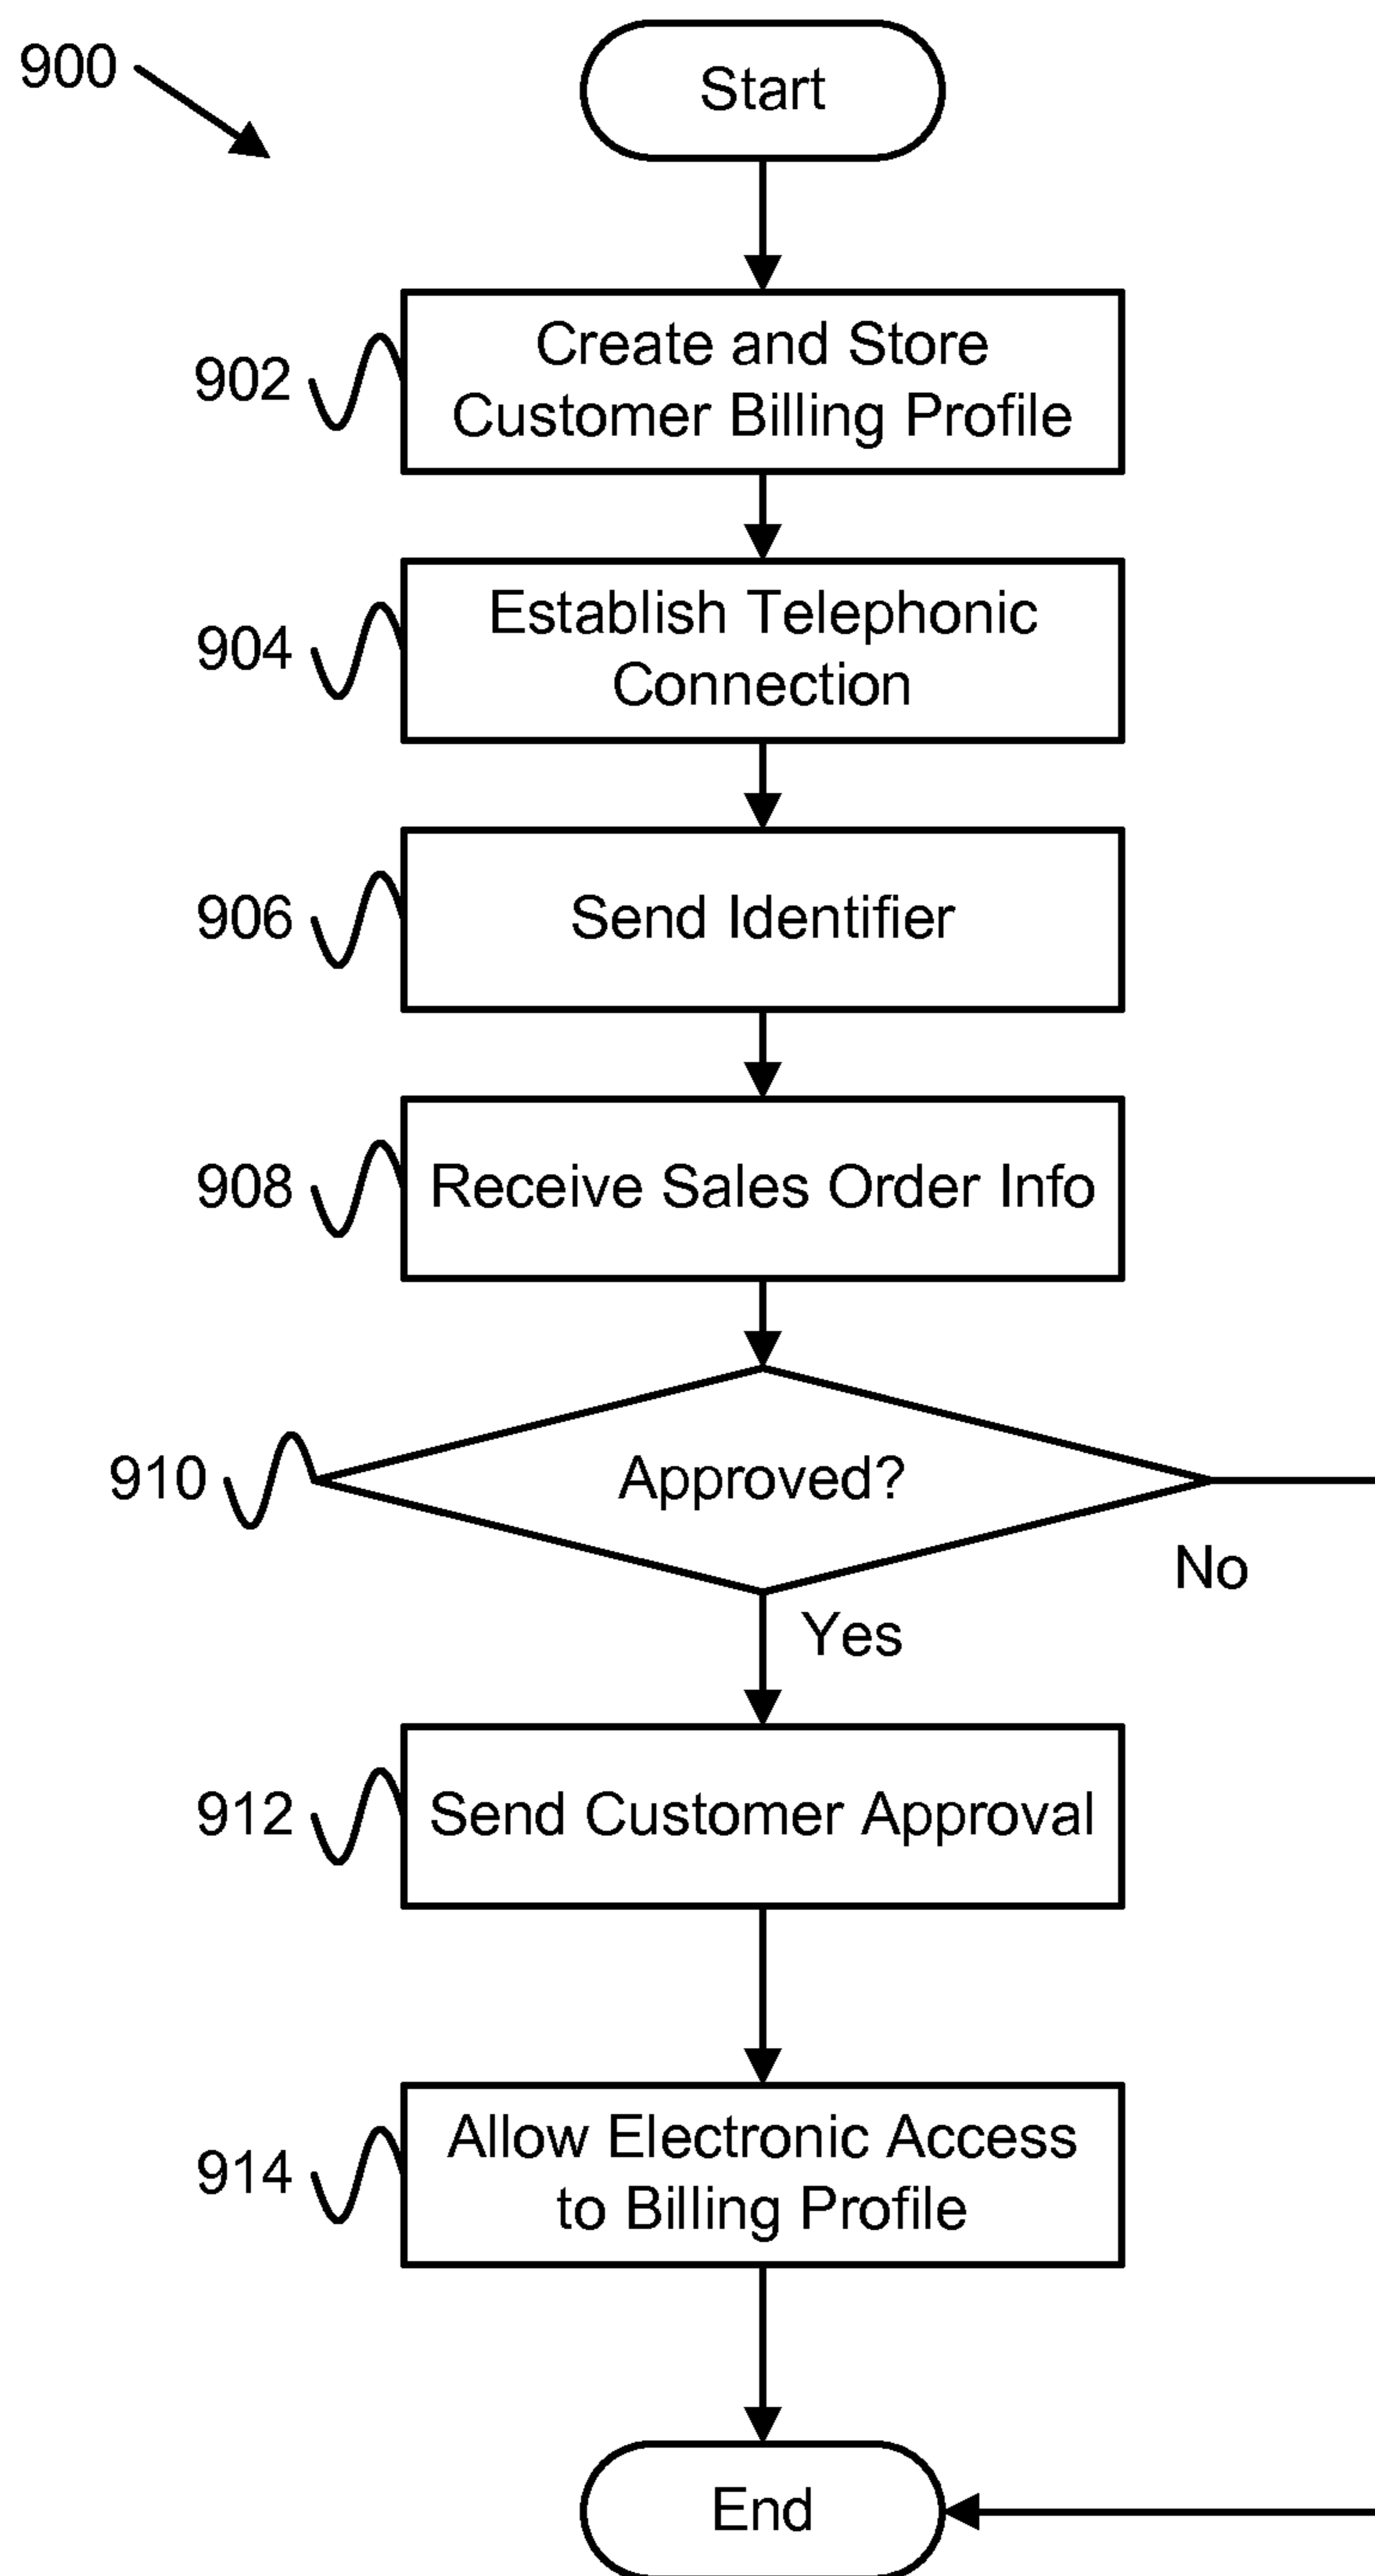 900
Start
902
Create and Store
Customer Billing Profile
904
Establish Telephonic
Connection
906
Send Identifier
908
Receive Sales Order Info
910
Approved?
No
Yes
912
Send Customer Approval
914
Allow Electronic Access
to Billing Profile
End